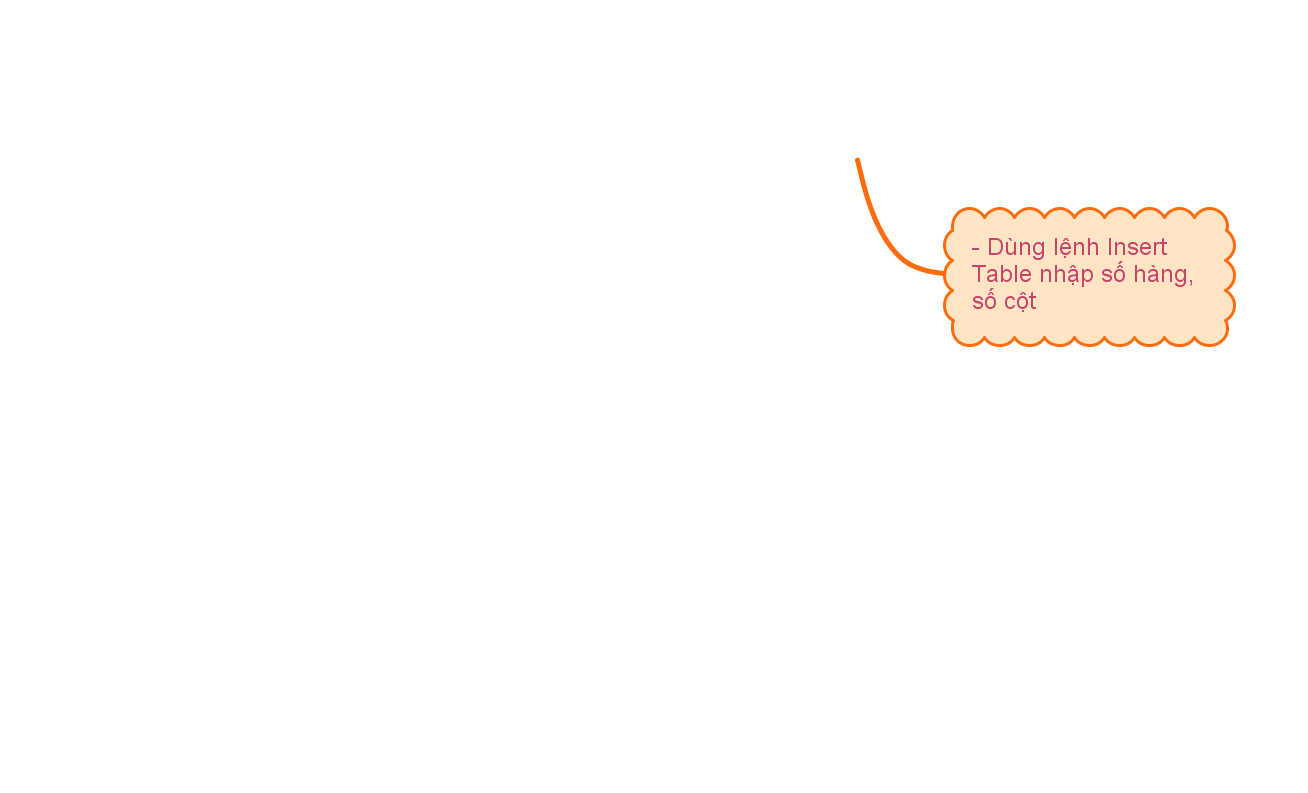 - Dùng lệnh Insert
Table nhập số hàng,
số cột